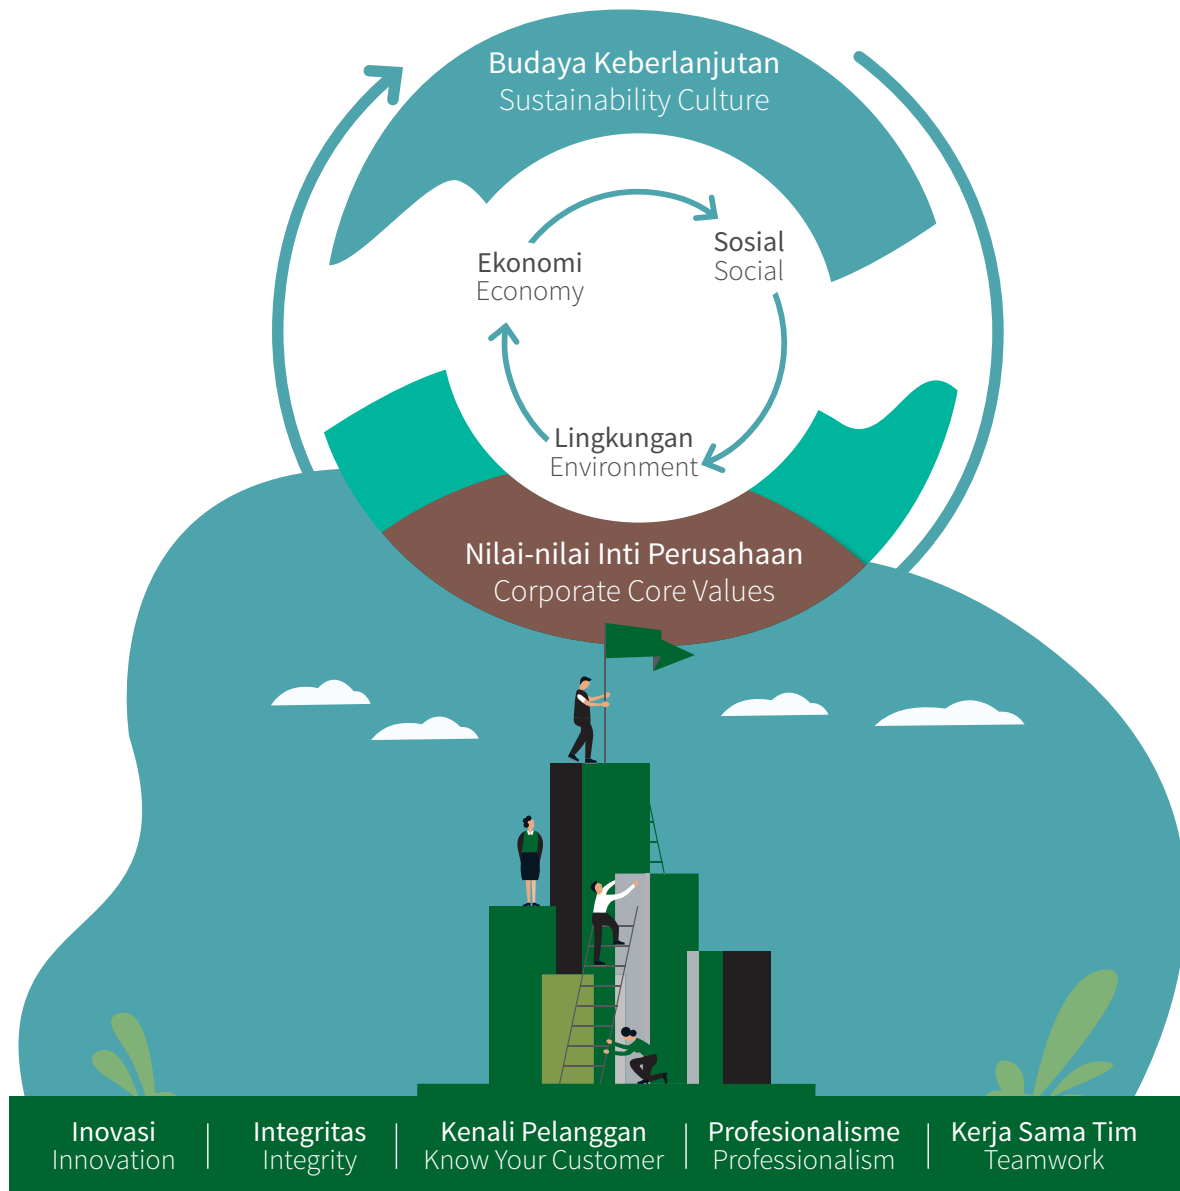 Budaya Keberlanjutan
Sustainability Culture
Ekonomi
Economy
Sosial
Social
Lingkungan
Environment
Nilai-nilai Inti Perusahaan
Corporate Core Values
Inovasi
Innovation
Integritas
Integrity
Kenali Pelanggan
Know Your Customer
Profesionalisme
Professionalism
Kerja Sama Tim
Teamwork